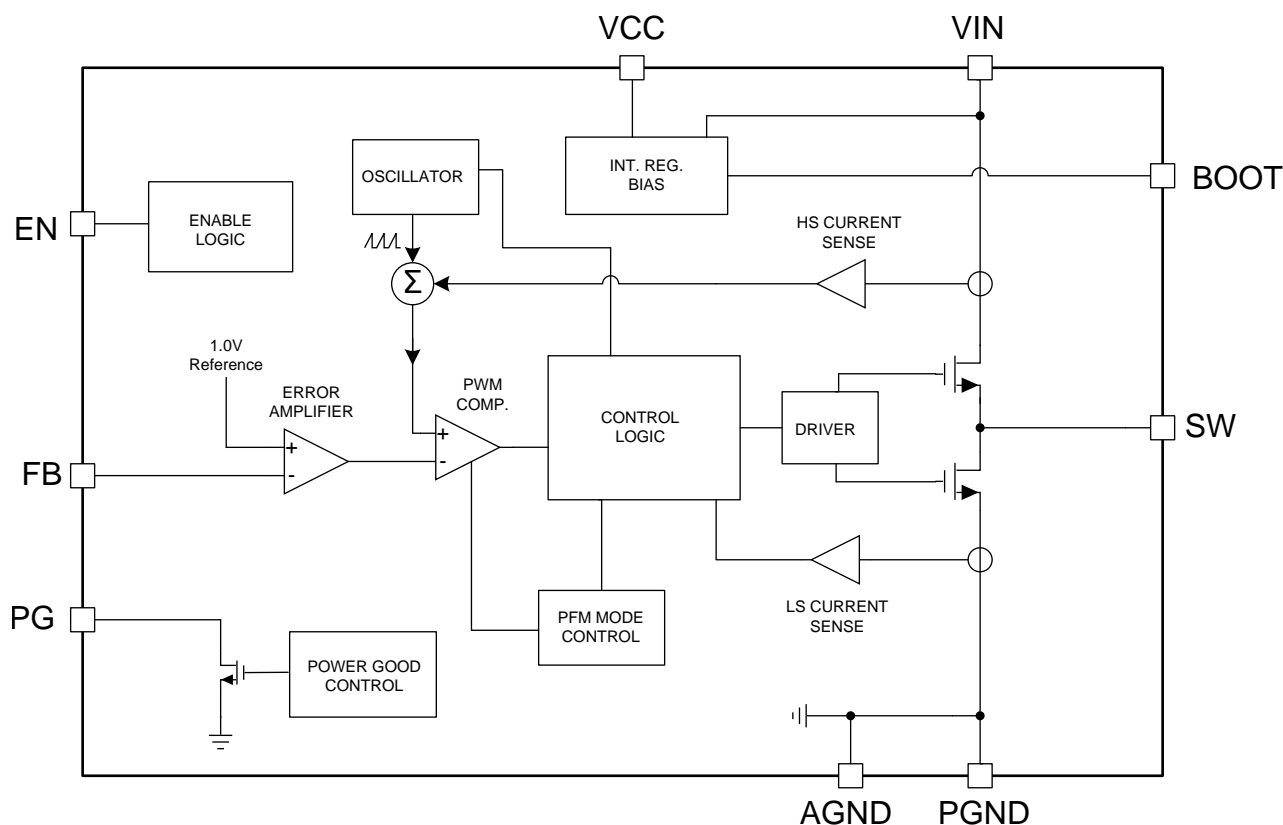 VCC
VIN
OSCILLATOR
INT. REG.
BIAS
BOOT
EN
ENABLE
LOGIC
HS CURRENT
SENSE
Σ
1.0V
Reference
ERROR
AMPLIFIER
PWM
COMP.
CONTROL
LOGIC
DRIVER
SW
+
-
+
-
FB
PG
POWER GOOD
CONTROL
PFM MODE
CONTROL
LS CURRENT
SENSE
AGND
PGND